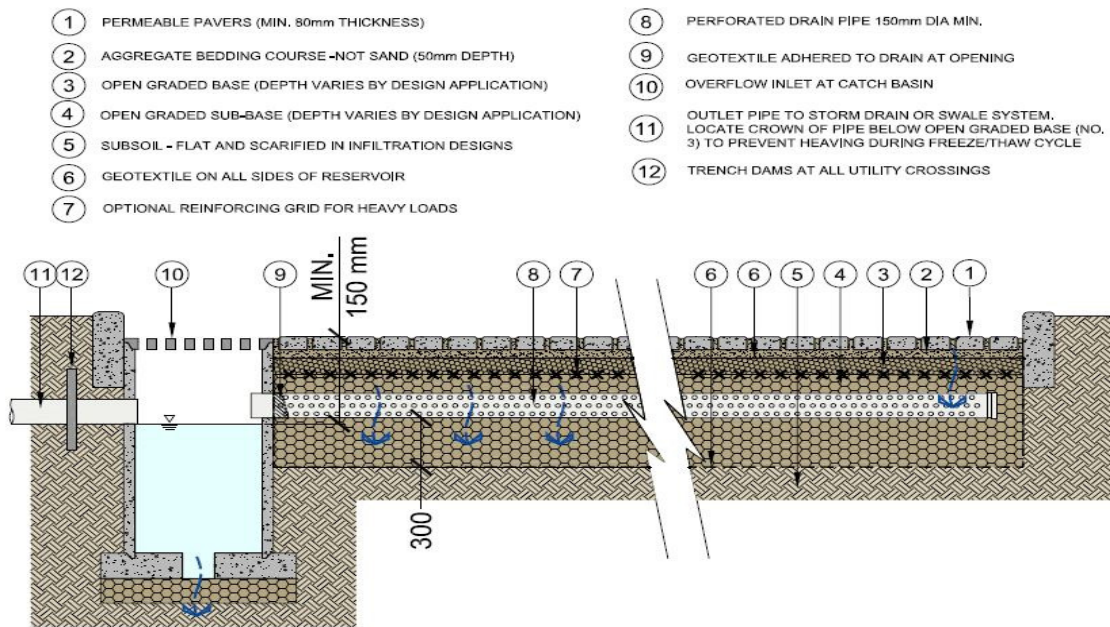 1 PERMEABLE PAVERS (MIN. 80mm THICKNESS)
2 AGGREGATE BEDDING COURSE -NOT SAND (50mm DEPTH)
3 OPEN GRADED BASE (DEPTH VARIES BY DESIGN APPLICATION)
4 OPEN GRADED SUB-BASE (DEPTH VARIES BY DESIGN APPLICATION)
5 SUBSOIL - FLAT AND SCARIFIED IN INFILTRATION DESIGNS
6 GEOTEXTILE ON ALL SIDES OF RESERVOIR
7 OPTIONAL REINFORCING GRID FOR HEAVY LOADS
8 PERFORATED DRAIN PIPE 150mm DIA MIN.
9 GEOTEXTILE ADHERED TO DRAIN AT OPENING
10 OVERFLOW INLET AT CATCH BASIN
11 OUTLET PIPE TO STORM DRAIN OR SWALE SYSTEM.
LOCATE CROWN OF PIPE BELOW OPEN GRADED BASE (NO.
3) TO PREVENT HEAVING DURING FREEZE/THAW CYCLE
12 TRENCH DAMS AT ALL UTILITY CROSSINGS
11 12 10 9 8 7 6 6 5 4 3 2 1
MIN.
150 mm
300